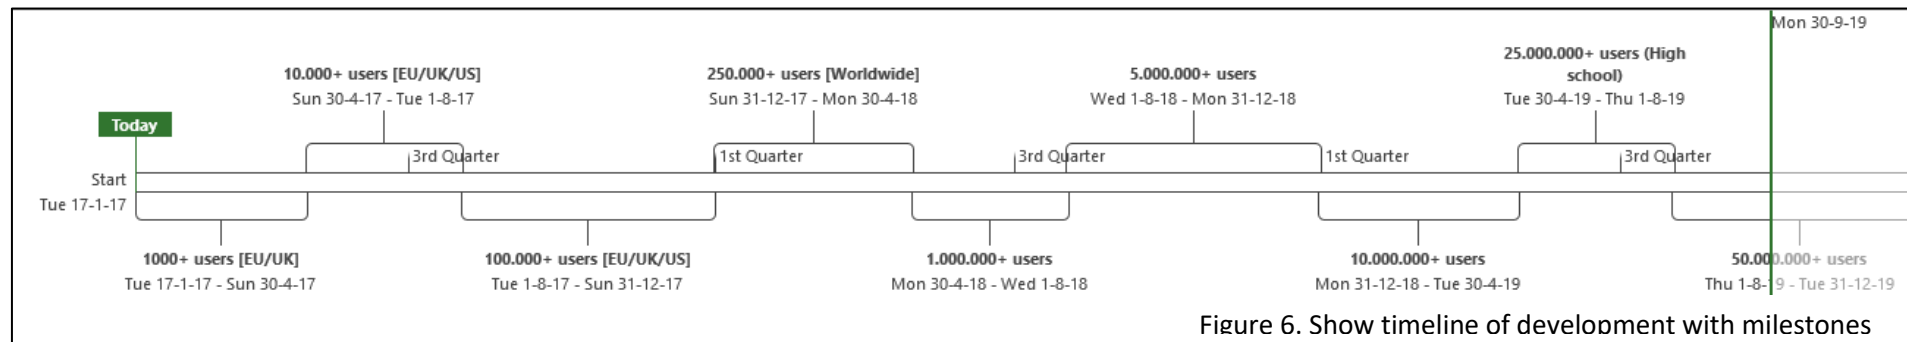 Mon 30-9-19
10.000+ users [EU/UK/US]
Sun 30-4-17 - Tue 1-8-17
250.000+ users [Worldwide]
Sun 31-12-17 - Mon 30-4-18
5.000.000+ users
Wed 1-8-18 - Mon 31-12-18
25.000.000+ users (High
school)
Tue 30-4-19 - Thu 1-8-19
Today
3rd Quarter
1st Quarter
3rd Quarter
1st Quarter
3rd Quarter
Start
Tue 17-1-17
1000+ users [EU/UK]
Tue 17-1-17 - Sun 30-4-17
100.000+ users [EU/UK/US]
Tue 1-8-17 - Sun 31-12-17
1.000.000+ users
Mon 30-4-18 - Wed 1-8-18
10.000.000+ users
Mon 31-12-18 - Tue 30-4-19
50.000.000+ users
Thu 1-8-19 - Tue 31-12-19
Figure 6. Show timeline of development with milestones